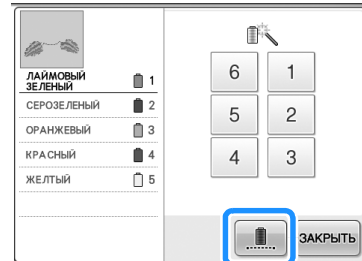 ЛАЙМОВЫЙ
ЗЕЛЕНЫЙ 1
СЕРОЗЕЛЕНЫЙ 2
ОРАНЖЕВЫЙ 3
КРАСНЫЙ 4
ЖЕЛТЫЙ 5
6 1
5 2
4 3
ЗАКРЫТЬ